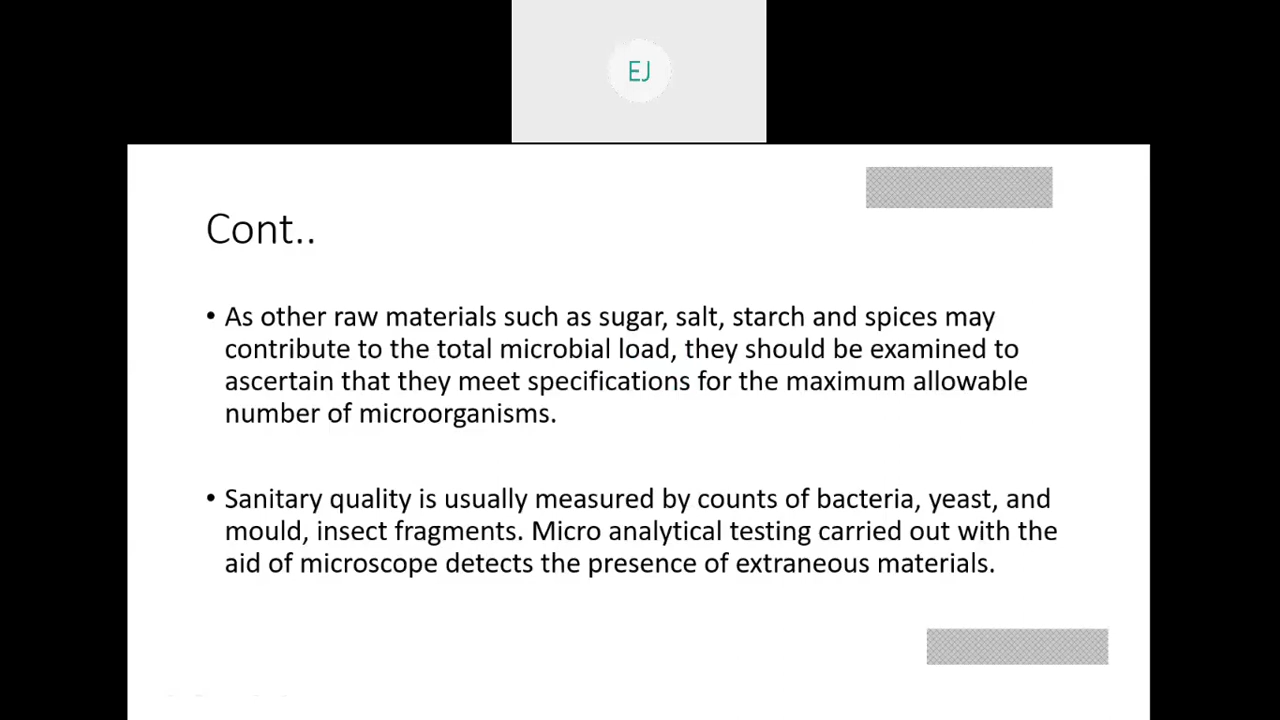 EJ
Cont..
• As other raw materials such as sugar, salt, starch and spices may
contribute to the total microbial load, they should be examined to
ascertain that they meet specifications for the maximum allowable
number of microorganisms.
• Sanitary quality is usually measured by counts of bacteria, yeast, and
mould, insect fragments. Micro analytical testing carried out with the
aid of microscope detects the presence of extraneous materials.